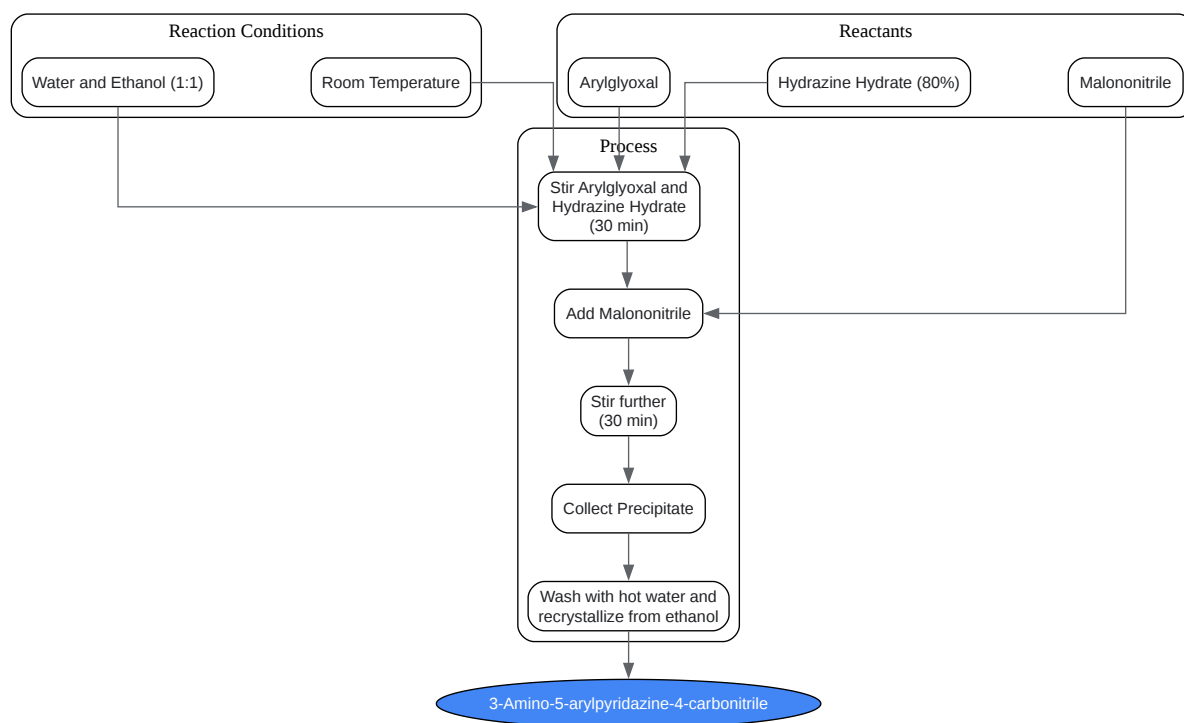 Reaction Conditions
Reactants
Water and Ethanol (1:1)
Room Temperature
Arylglyoxal
Hydrazine Hydrate (80%)
Malononitrile
Process
Stir Arylglyoxal and
Hydrazine Hydrate
(30 min)
Add Malononitrile
Stir further
(30 min)
Collect Precipitate
Wash with hot water and
recrystallize from ethanol
3-Amino-5-arylpyridazine-4-carbonitrile